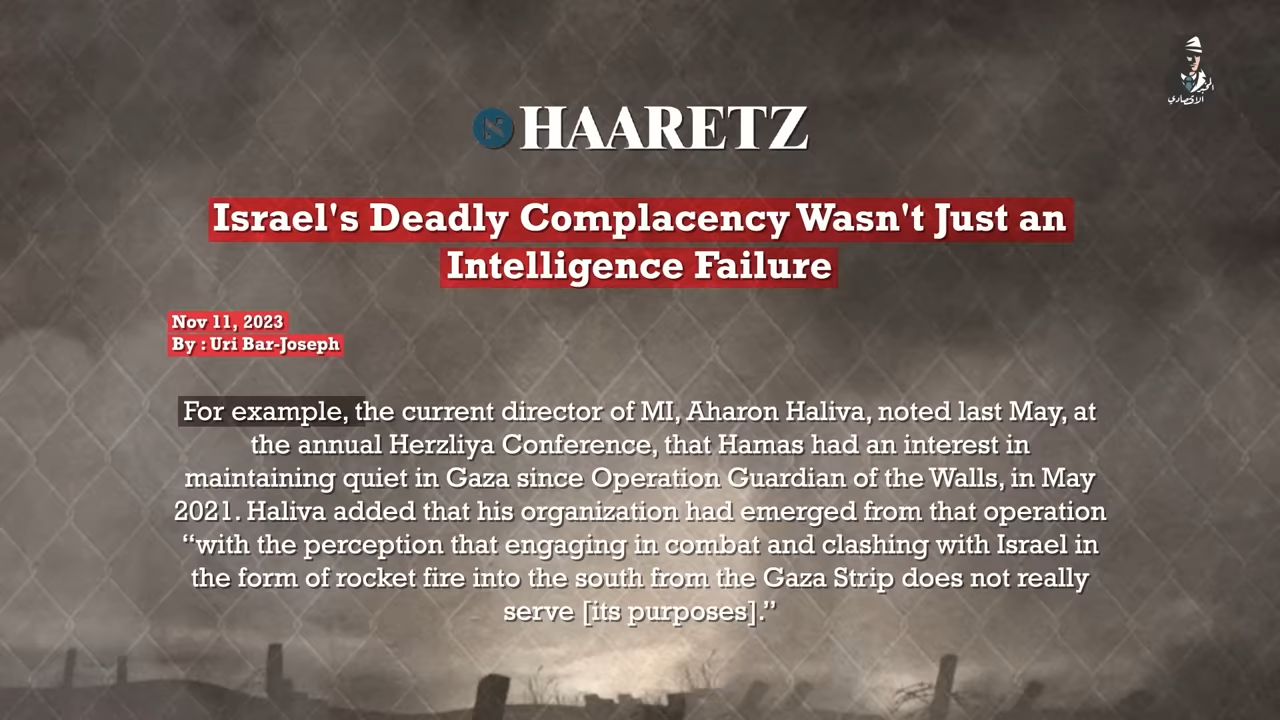 المخبر
الاقتصادي
HAARETZ
Israel's Deadly Complacency Wasn't Just an
Intelligence Failure
Nov 11, 2023
By : Uri Bar-Joseph
For example, the current director of MI, Aharon Haliva, noted last May, at
the annual Herzliya Conference, that Hamas had an interest in
maintaining quiet in Gaza since Operation Guardian of the Walls, in May
2021. Haliva added that his organization had emerged from that operation
“with the perception that engaging in combat and clashing with Israel in
the form of rocket fire into the south from the Gaza Strip does not really
serve [its purposes].”